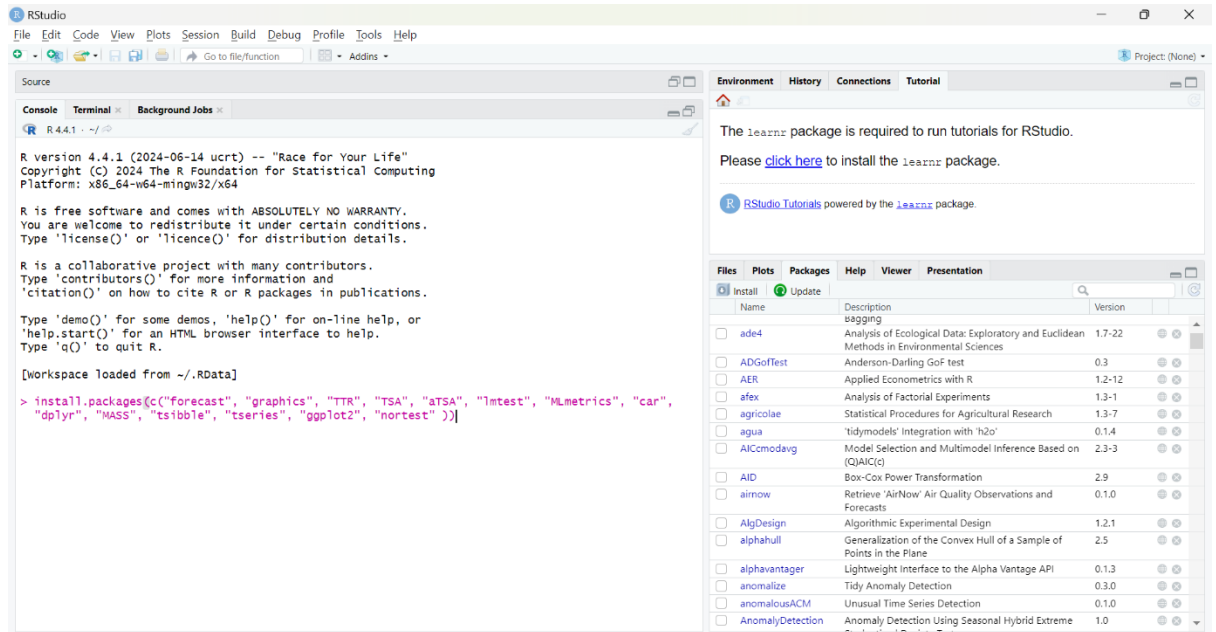 RStudio
File Edit Code View Plots Session Build Debug Profile Tools Help
Go to file/function Addins Project: (None)
Source
Console Terminal Background Jobs
R 4.4.1 · ~/
R version 4.4.1 (2024-06-14 ucrt) -- "Race for Your Life"
Copyright (C) 2024 The R Foundation for Statistical Computing
Platform: x86_64-w64-mingw32/x64
R is free software and comes with ABSOLUTELY NO WARRANTY.
You are welcome to redistribute it under certain conditions.
Type 'license()' or 'licence()' for distribution details.
R is a collaborative project with many contributors.
Type 'contributors()' for more information and
'citation()' on how to cite R or R packages in publications.
Type 'demo()' for some demos, 'help()' for on-line help, or
'help.start()' for an HTML browser interface to help.
Type 'q()' to quit R.
[Workspace loaded from ~/.RData]
> install.packages(c("forecast", "graphics", "TTR", "TSA", "aTSA", "lmtest", "MLmetrics", "car",
"dplyr", "MASS", "tsibble", "tseries", "ggplot2", "nortest" ))
Environment History Connections Tutorial
The learnr package is required to run tutorials for RStudio.
Please click here to install the learnr package.
R RStudio Tutorials powered by the learnr package.
Files Plots Packages Help Viewer Presentation
Install Update
Name Description Version
Bagging
ade4 Analysis of Ecological Data: Exploratory and Euclidean 1.7-22
Methods in Environmental Sciences
ADGofTest Anderson-Darling GoF test 0.3
AER Applied Econometrics with R 1.2-12
afex Analysis of Factorial Experiments 1.3-1
agricolae Statistical Procedures for Agricultural Research 1.3-7
agua 'tidymodels' Integration with 'h2o' 0.1.4
AICcmodavg Model Selection and Multimodel Inference Based on 2.3-3
(Q)AIC(c)
AID Box-Cox Power Transformation 2.9
airnow Retrieve 'AirNow' Air Quality Observations and 0.1.0
Forecasts
AlgDesign Algorithmic Experimental Design 1.2.1
alphahull Generalization of the Convex Hull of a Sample of 2.5
Points in the Plane
alphavantager Lightweight Interface to the Alpha Vantage API 0.1.3
anomalize Tidy Anomaly Detection 0.3.0
anomalousACM Unusual Time Series Detection 0.1.0
AnomalyDetection Anomaly Detection Using Seasonal Hybrid Extreme 1.0